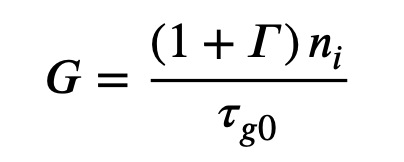 G = (1 + Γ) nᵢ / τ_g0